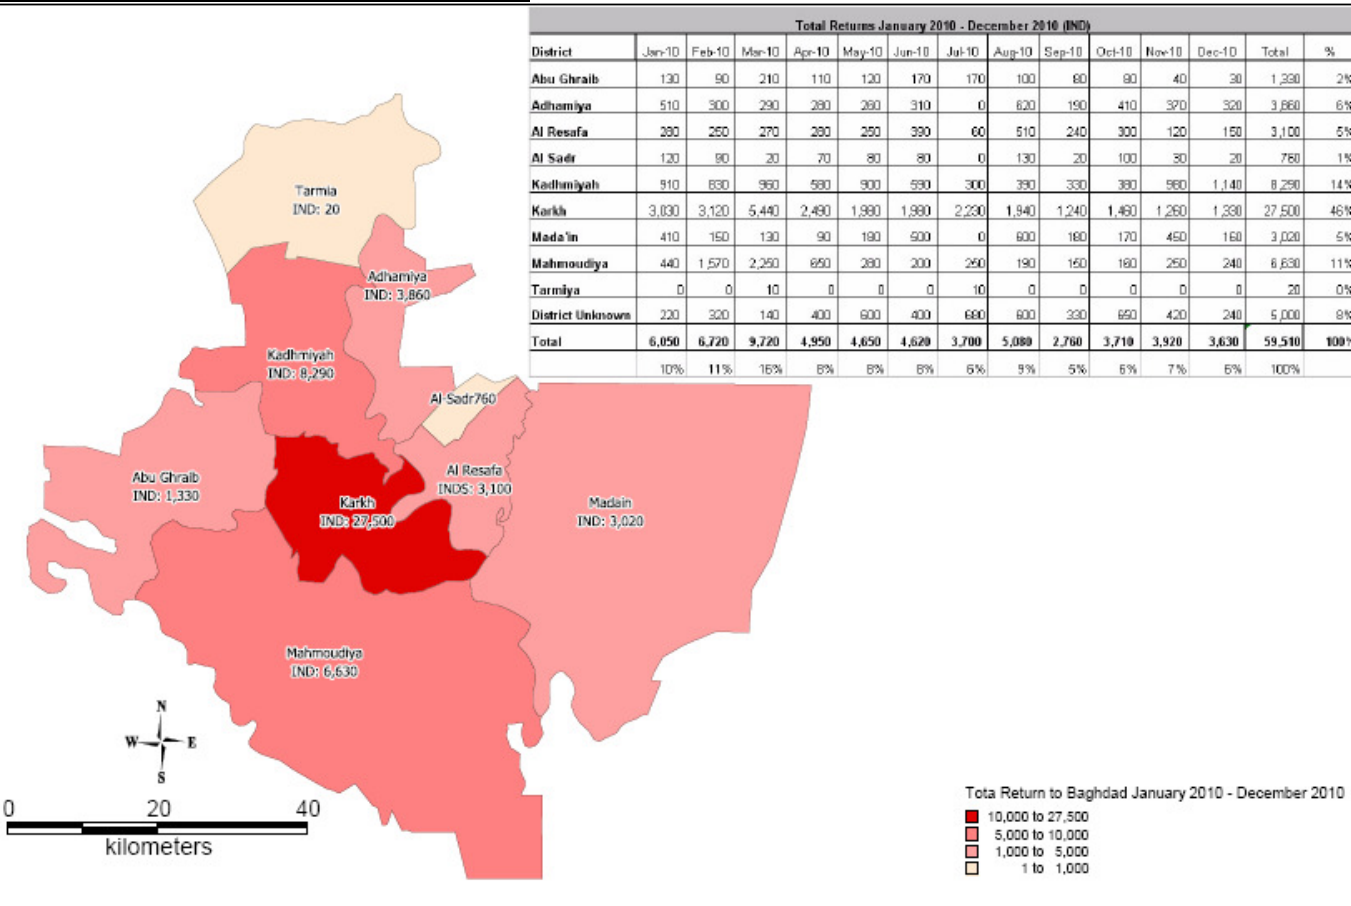 Total Returns January 2010 - December 2010 (IND)
District Jan-10 Feb-10 Mar-10 Apr-10 May-10 Jun-10 Jul-10 Aug-10 Sep-10 Oct-10 Nov-10 Dec-10 Total %
Abu Ghraib 130 90 210 110 120 170 170 100 80 80 40 30 1,330 2%
Adhamiya 510 300 290 280 260 310 0 620 190 410 370 320 3,860 6%
Al Resafa 280 250 270 280 250 390 60 510 240 300 120 150 3,100 5%
Al Sadr 120 90 20 70 80 80 0 130 20 100 30 20 760 1%
Kadhmiyah 910 830 960 580 900 590 300 390 330 380 980 1,140 8,290 14%
Karkh 3,030 3,120 5,440 2,490 1,980 1,980 2,230 1,940 1,240 1,460 1,260 1,330 27,500 46%
Mada'in 410 150 130 90 180 500 0 600 180 170 450 160 3,020 5%
Mahmoudiya 440 1,570 2,250 650 280 200 250 190 150 160 250 240 6,630 11%
Tarmiya 0 0 10 0 0 0 10 0 0 0 0 0 20 0%
District Unknown 220 320 140 400 600 400 680 600 330 650 420 240 5,000 8%
Total 6,050 6,720 9,720 4,950 4,650 4,620 3,700 5,080 2,760 3,710 3,920 3,630 59,510 100%
10% 11% 16% 8% 8% 8% 6% 9% 5% 6% 7% 6% 100%
Tarmia
IND: 20
Adhamiya
IND: 3,860
Kadhmiyah
IND: 8,290
Al-Sadr760
Abu Ghraib
IND: 1,330
Al Resafa
INDS: 3,100
Karkh
IND: 27,500
Madain
IND: 3,020
Mahmoudiya
IND: 6,630
N
W E
S
0 20 40
kilometers
Tota Return to Baghdad January 2010 - December 2010
10,000 to 27,500
5,000 to 10,000
1,000 to 5,000
1 to 1,000